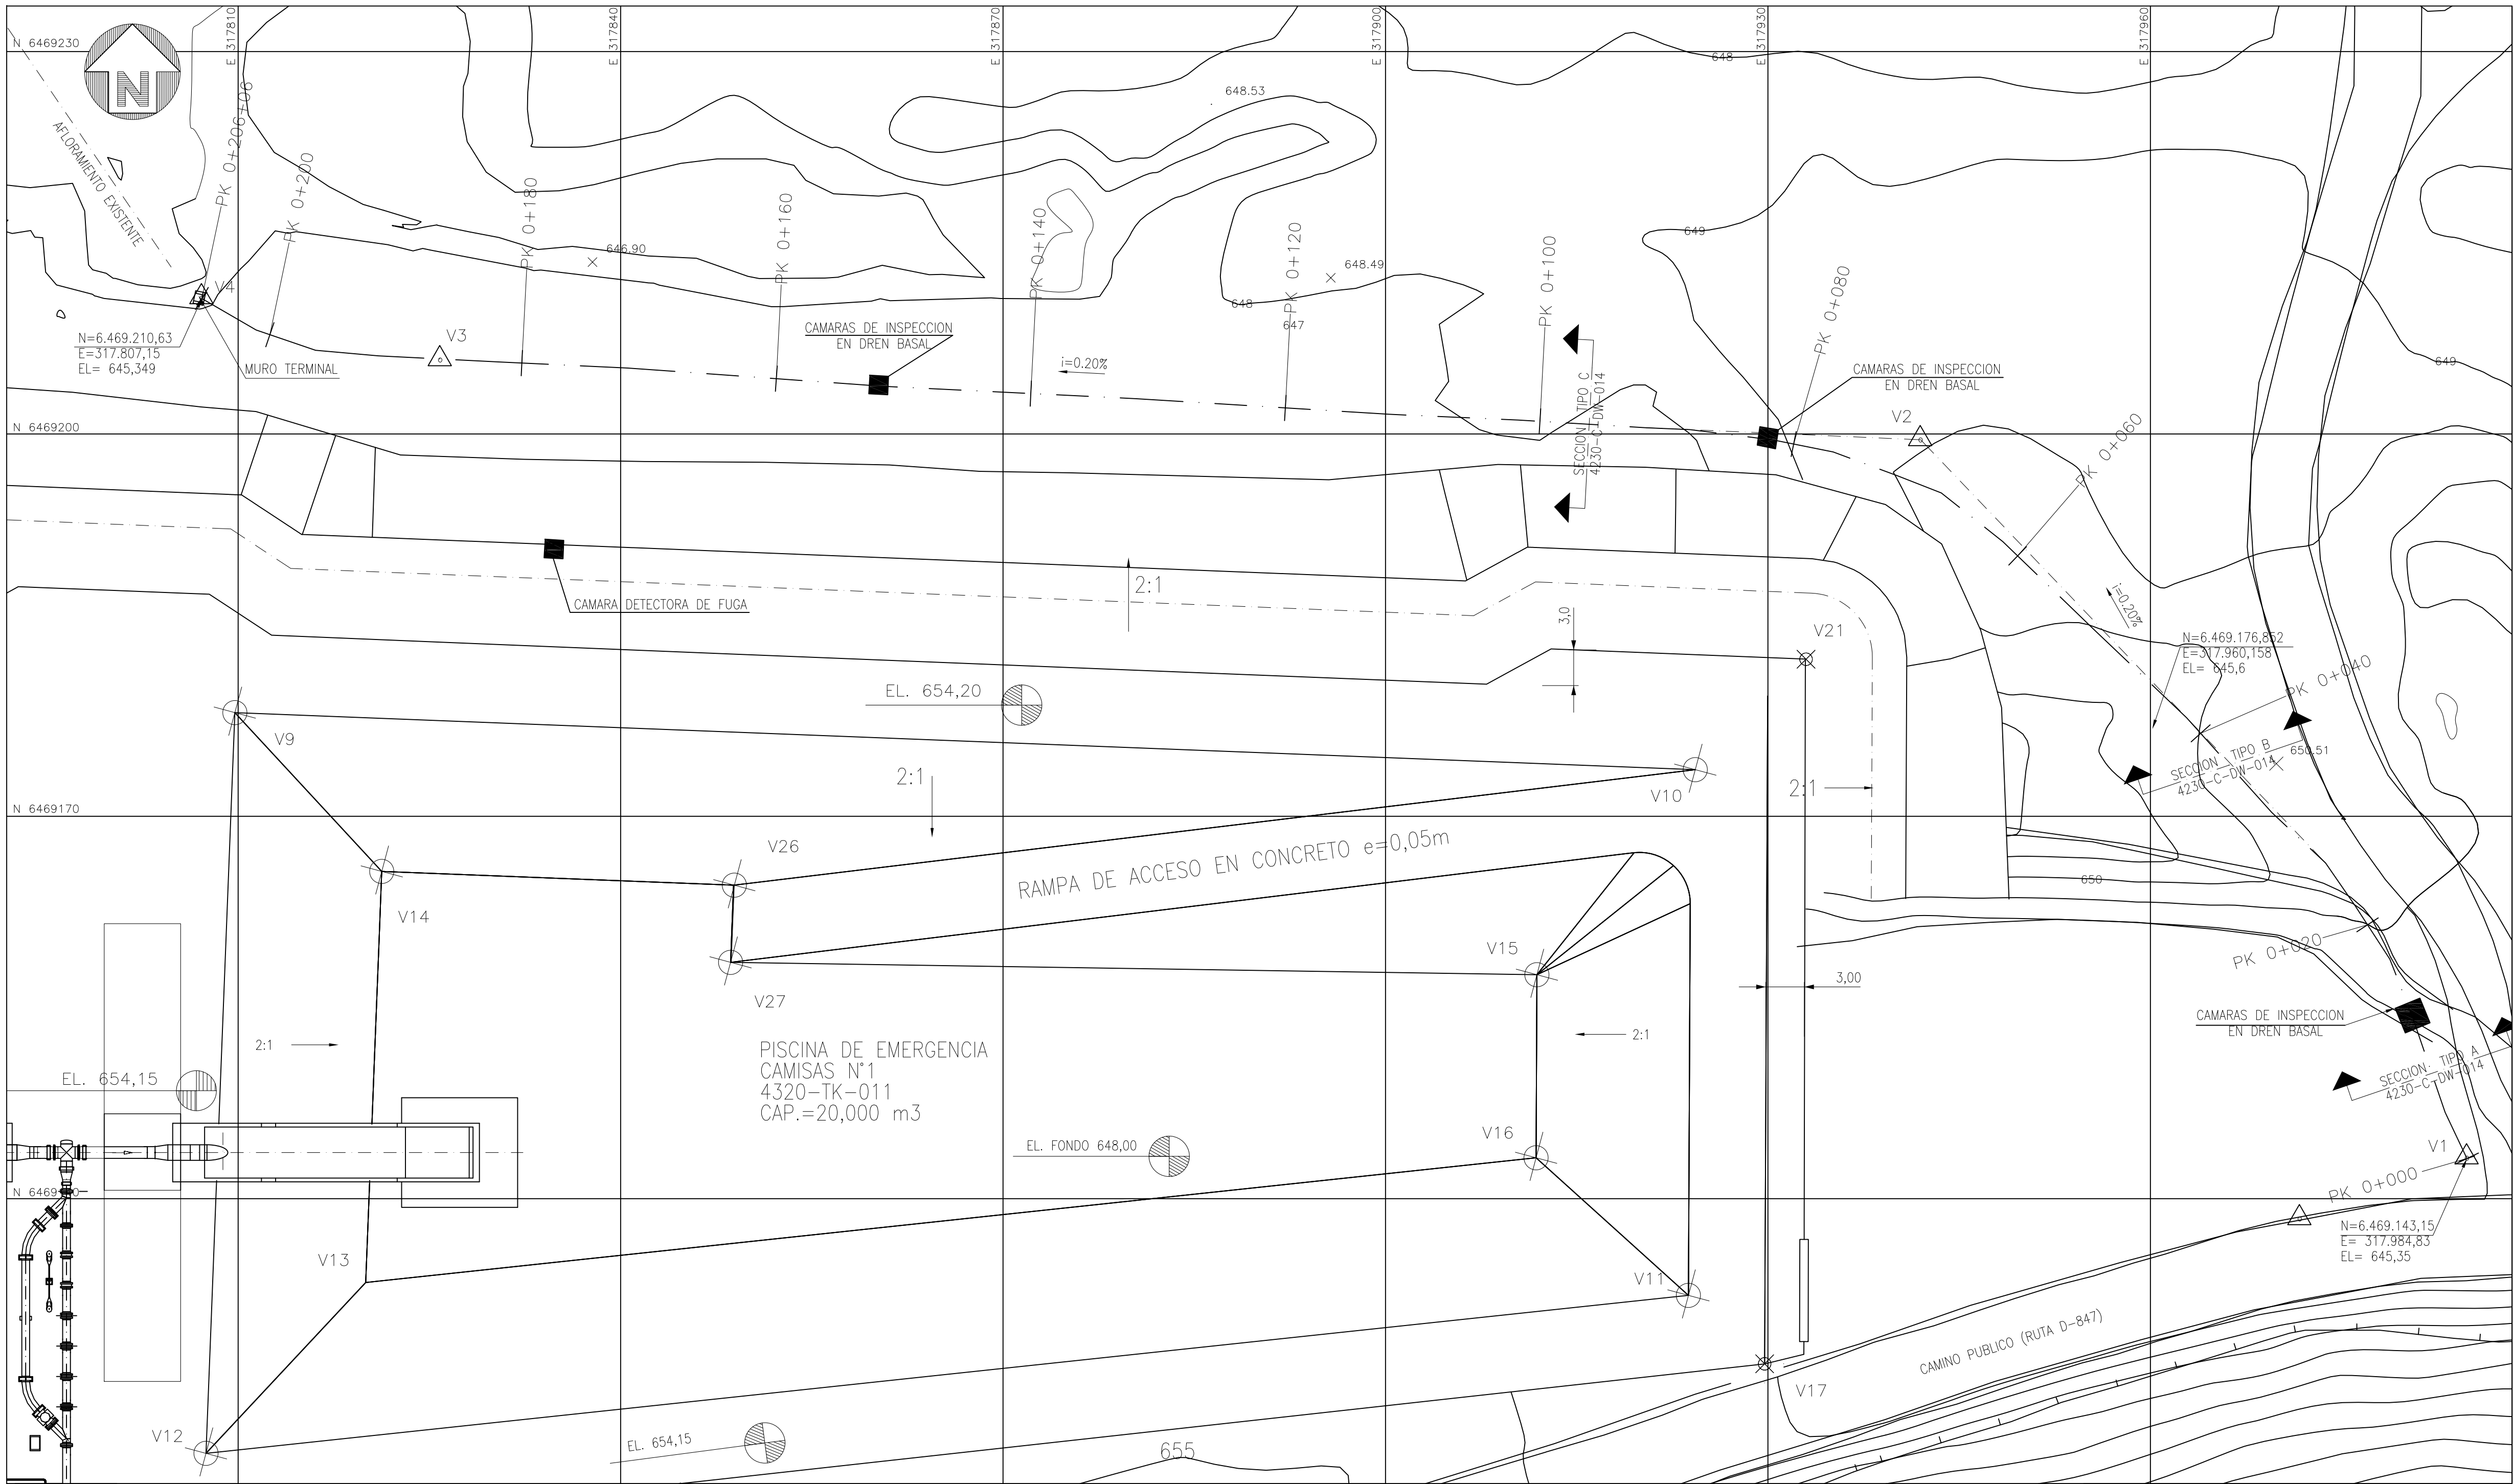 E 317810
E 317840
E 317870
E 317900
E 317930
E 317960
N 6469230
N
AFLORAMIENTO EXISTENTE
PK 0+206+06
PK 0+200
PK 0+180
PK 0+160
PK 0+140
PK 0+120
PK 0+100
PK 0+080
PK 0+060
PK 0+040
PK 0+020
PK 0+000
648.53
648
649
646.90
648.49
648
647
649
V4
V3
N=6.469.210,63
E=317.807,15
EL= 645,349
MURO TERMINAL
CAMARAS DE INSPECCION
EN DREN BASAL
i=0.20%
SECCION TIPO C
4230-C-DW-014
CAMARAS DE INSPECCION
EN DREN BASAL
V2
N 6469200
CAMARA DETECTORA DE FUGA
2:1
3,0
V21
i=0.20%
N=6.469.176,852
E=317.960,158
EL= 645,6
EL. 654,20
V9
2:1
V10
2:1
SECCION TIPO B
4230-C-DW-014
650.51
N 6469170
V26
RAMPA DE ACCESO EN CONCRETO e=0,05m
650
V14
V15
V27
3,00
CAMARAS DE INSPECCION
EN DREN BASAL
2:1
2:1
PISCINA DE EMERGENCIA
CAMISAS N°1
4320-TK-011
CAP.=20,000 m3
EL. 654,15
SECCION TIPO A
4230-C-DW-014
EL. FONDO 648,00
V16
V1
N=6.469.143,15
E= 317.984,83
EL= 645,35
V13
V11
CAMINO PUBLICO (RUTA D-847)
V17
V12
EL. 654,15
655